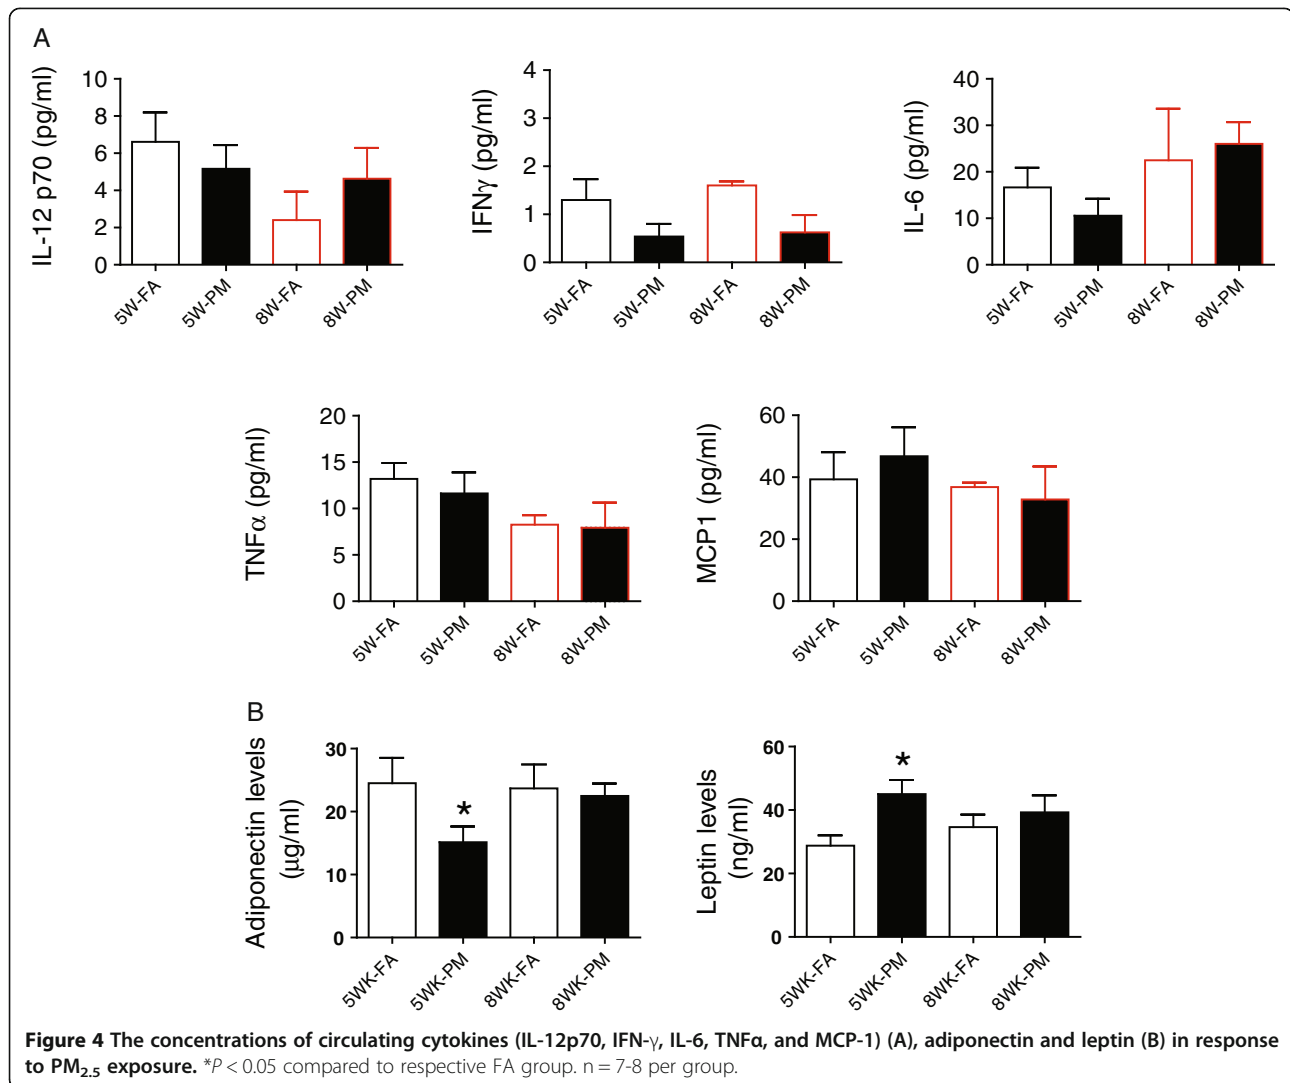 A
IL-12 p70 (pg/ml)
10
8
6
4
2
0
5W-FA
5W-PM
8W-FA
8W-PM
IFNγ (pg/ml)
4
3
2
1
0
5W-FA
5W-PM
8W-FA
8W-PM
IL-6 (pg/ml)
40
30
20
10
0
5W-FA
5W-PM
8W-FA
8W-PM
TNFα (pg/ml)
20
15
10
5
0
5W-FA
5W-PM
8W-FA
8W-PM
MCP1 (pg/ml)
60
40
20
0
5W-FA
5W-PM
8W-FA
8W-PM
B
Adiponectin levels
(μg/ml)
30
20
10
0
*
5WK-FA
5WK-PM
8WK-FA
8WK-PM
Leptin levels
(ng/ml)
60
40
20
0
*
5WK-FA
5WK-PM
8WK-FA
8WK-PM
Figure 4 The concentrations of circulating cytokines (IL-12p70, IFN-γ, IL-6, TNFα, and MCP-1) (A), adiponectin and leptin (B) in response
to PM2.5 exposure. *P < 0.05 compared to respective FA group. n = 7-8 per group.